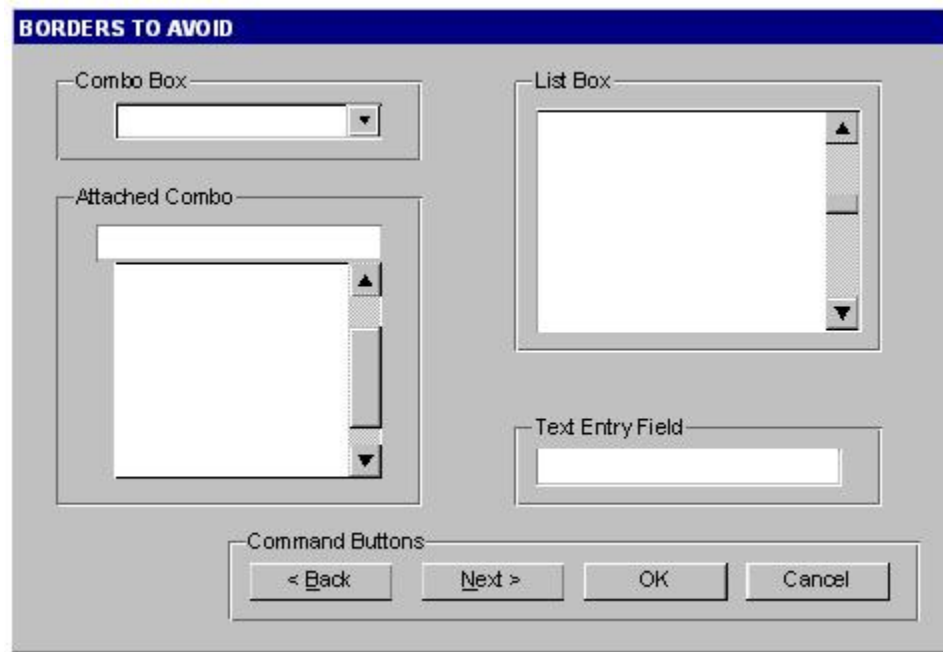 BORDERS TO AVOID
Combo Box
List Box
Attached Combo
Text Entry Field
Command Buttons
< Back
Next >
OK
Cancel